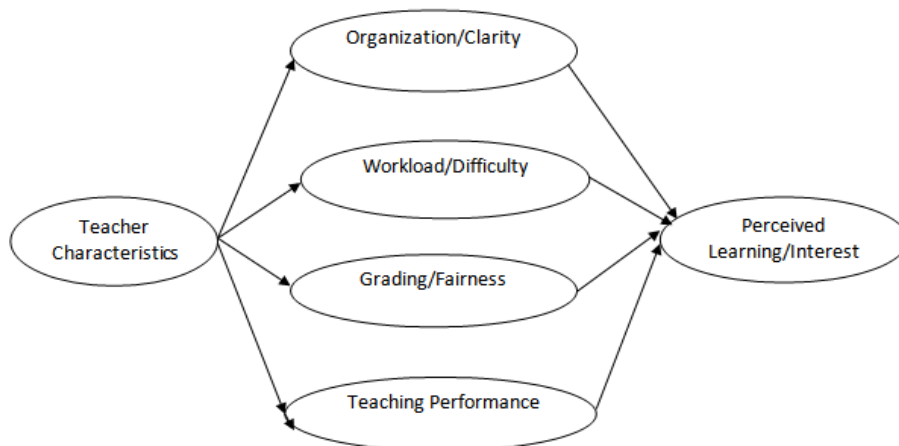 Organization/Clarity
Workload/Difficulty
Teacher
Characteristics
Perceived
Learning/Interest
Grading/Fairness
Teaching Performance